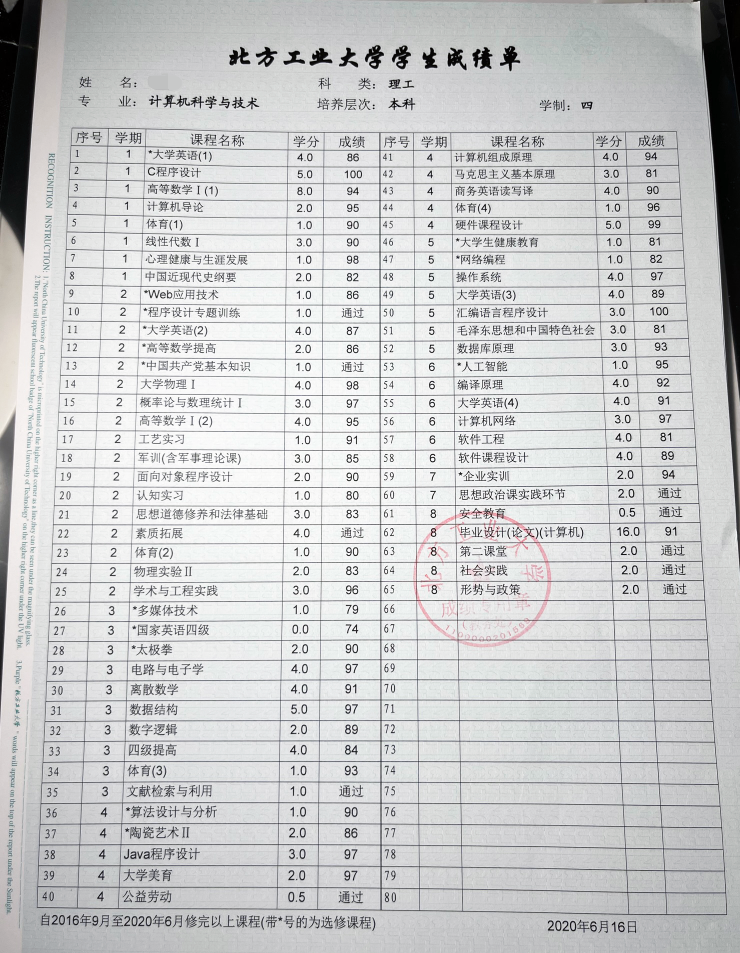 北方工业大学学生成绩单
姓 名： 科 类：理工
专 业：计算机科学与技术 培养层次：本科 学制：四
序号 学期 课程名称 学分 成绩 序号 学期 课程名称 学分 成绩
1 1 *大学英语(1) 4.0 86 41 4 计算机组成原理 4.0 94
2 1 C程序设计 5.0 100 42 4 马克思主义基本原理 3.0 81
3 1 高等数学Ⅰ(1) 8.0 94 43 4 商务英语读写译 4.0 90
4 1 计算机导论 2.0 95 44 4 体育(4) 1.0 96
5 1 体育(1) 1.0 90 45 4 硬件课程设计 5.0 99
6 1 线性代数Ⅰ 3.0 90 46 5 *大学生健康教育 1.0 81
7 1 心理健康与生涯发展 1.0 98 47 5 *网络编程 1.0 82
8 1 中国近现代史纲要 2.0 82 48 5 操作系统 4.0 97
9 2 *Web应用技术 1.0 86 49 5 大学英语(3) 4.0 89
10 2 *程序设计专题训练 1.0 通过 50 5 汇编语言程序设计 3.0 100
11 2 *大学英语(2) 4.0 87 51 5 毛泽东思想和中国特色社会 3.0 81
12 2 *高等数学提高 2.0 86 52 5 数据库原理 3.0 93
13 2 *中国共产党基本知识 1.0 通过 53 6 *人工智能 1.0 95
14 2 大学物理Ⅰ 4.0 98 54 6 编译原理 4.0 92
15 2 概率论与数理统计Ⅰ 3.0 97 55 6 大学英语(4) 4.0 91
16 2 高等数学Ⅰ(2) 4.0 95 56 6 计算机网络 3.0 97
17 2 工艺实习 1.0 91 57 6 软件工程 4.0 81
18 2 军训(含军事理论课) 3.0 85 58 6 软件课程设计 4.0 89
19 2 面向对象程序设计 2.0 90 59 7 *企业实训 2.0 94
20 2 认知实习 1.0 80 60 7 思想政治课实践环节 2.0 通过
21 2 思想道德修养和法律基础 3.0 83 61 8 安全教育 0.5 通过
22 2 素质拓展 4.0 通过 62 8 毕业设计(论文)(计算机) 16.0 91
23 2 体育(2) 1.0 90 63 8 第二课堂 2.0 通过
24 2 物理实验Ⅱ 2.0 83 64 8 社会实践 2.0 通过
25 2 学术与工程实践 3.0 96 65 8 形势与政策 2.0 通过
26 3 *多媒体技术 1.0 79 66
27 3 *国家英语四级 0.0 74 67
28 3 *太极拳 2.0 90 68
29 3 电路与电子学 4.0 97 69
30 3 离散数学 4.0 91 70
31 3 数据结构 5.0 97 71
32 3 数字逻辑 2.0 89 72
33 3 四级提高 4.0 84 73
34 3 体育(3) 1.0 93 74
35 3 文献检索与利用 1.0 通过 75
36 4 *算法设计与分析 1.0 90 76
37 4 *陶瓷艺术Ⅱ 2.0 86 77
38 4 Java程序设计 3.0 97 78
39 4 大学美育 2.0 97 79
40 4 公益劳动 0.5 通过 80
自2016年9月至2020年6月修完以上课程(带*号的为选修课程) 2020年6月16日
北方工业大学
成绩专用章
RECOGNITION INSTRUCTION: 1."North China University of Technology" is microprinted on the higher right corner as a line,they can be seen under the magnifying glass.
2.The report will appear fluorescent school badge of "North China University of Technology" on the higher right corner under the UV light. 3.Purple "北方工业大学" words will appear on the top of the report under the Sunlight.